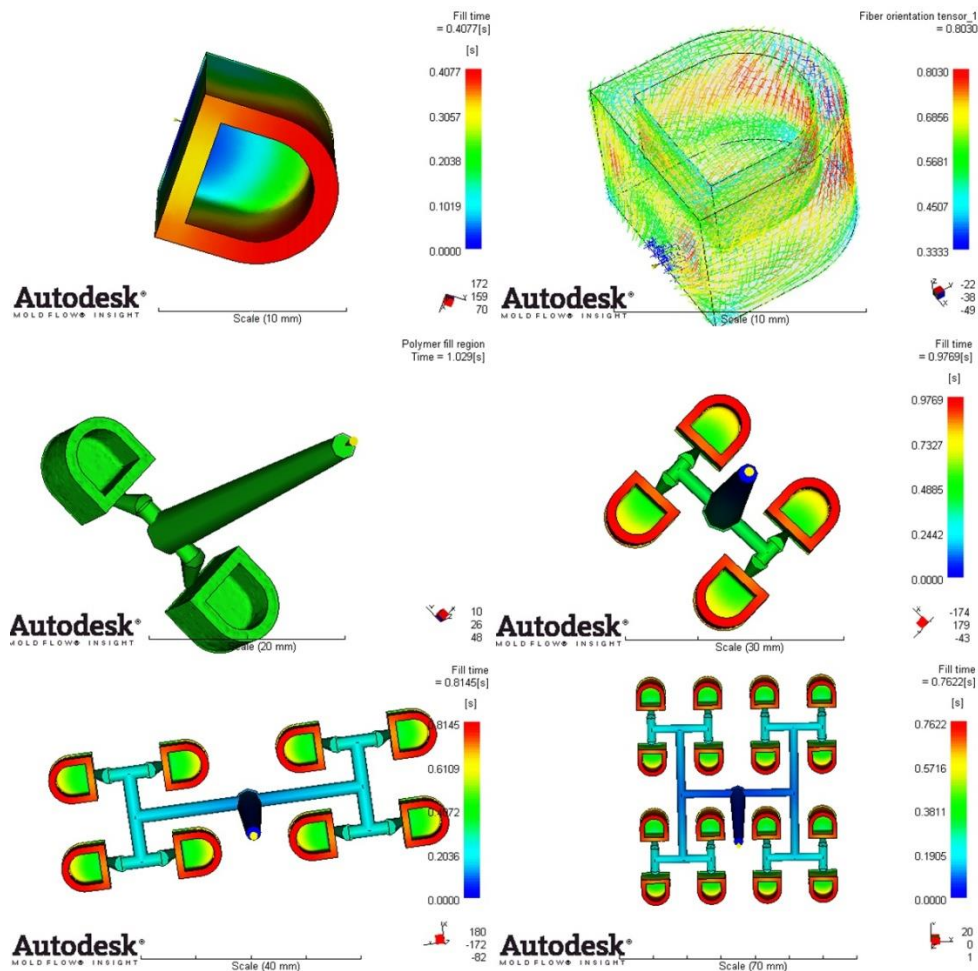 Fill time
= 0.4077[s]
[s]
0.4077
0.3057
0.2038
0.1019
0.0000
Autodesk®
MOLDFLOW® INSIGHT
Scale (10 mm)
172
159
70
Fiber orientation tensor_1
= 0.8030
0.8030
0.6856
0.5681
0.4507
0.3333
Autodesk®
MOLDFLOW® INSIGHT
Scale (10 mm)
-22
-38
-49
Polymer fill region
Time = 1.029[s]
Autodesk®
MOLDFLOW® INSIGHT
Scale (20 mm)
10
26
48
Fill time
= 0.9769[s]
[s]
0.9769
0.7327
0.4885
0.2442
0.0000
Autodesk®
MOLDFLOW® INSIGHT
Scale (30 mm)
-174
179
-43
Fill time
= 0.8145[s]
[s]
8145
0.6109
0.2036
0.0000
Autodesk®
MOLDFLOW® INSIGHT
Scale (40 mm)
180
-172
-82
Fill time
= 0.7622[s]
[s]
0.7622
0.5716
0.3811
0.1905
0.0000
Autodesk®
MOLDFLOW® INSIGHT
Scale (70 mm)
20
0
1